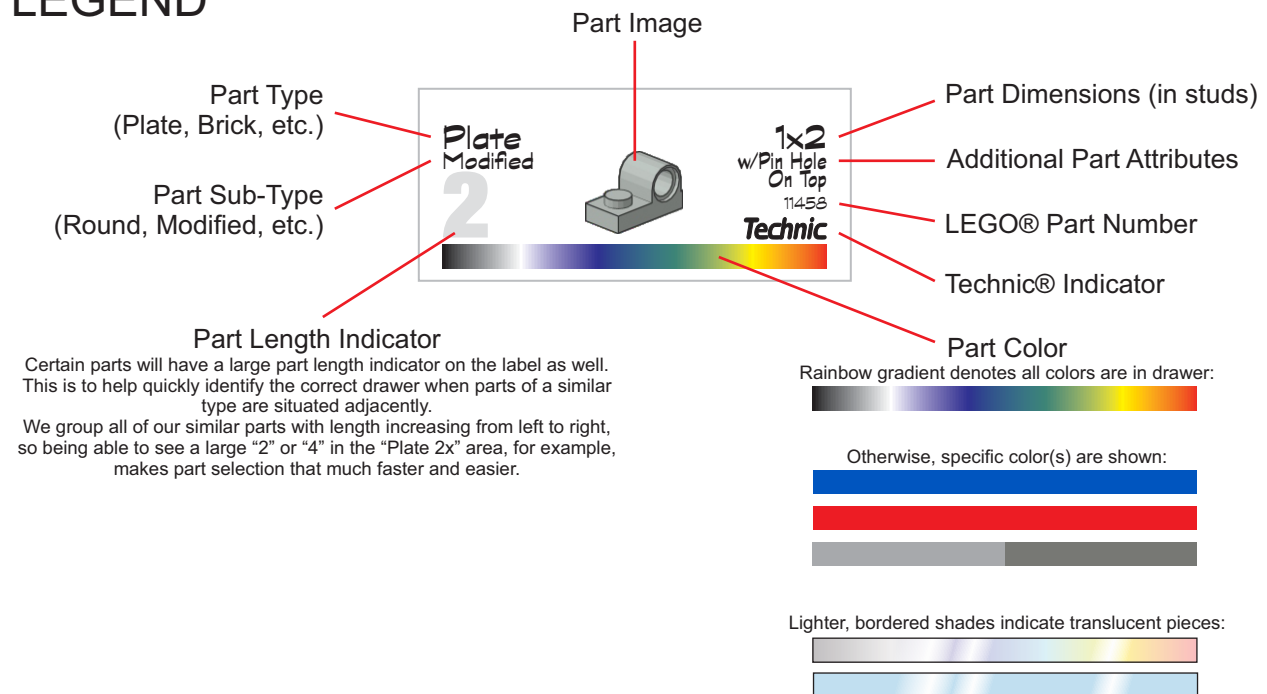 LEGEND
Part Image
Part Type
(Plate, Brick, etc.)
Part Sub-Type
(Round, Modified, etc.)
Plate
Modified
2
1x2
w/Pin Hole
On Top
11458
Technic
Part Dimensions (in studs)
Additional Part Attributes
LEGO® Part Number
Technic® Indicator
Part Length Indicator
Certain parts will have a large part length indicator on the label as well.
This is to help quickly identify the correct drawer when parts of a similar
type are situated adjacently.
We group all of our similar parts with length increasing from left to right,
so being able to see a large “2” or “4” in the “Plate 2x” area, for example,
makes part selection that much faster and easier.
Part Color
Rainbow gradient denotes all colors are in drawer:
Otherwise, specific color(s) are shown:
Lighter, bordered shades indicate translucent pieces: